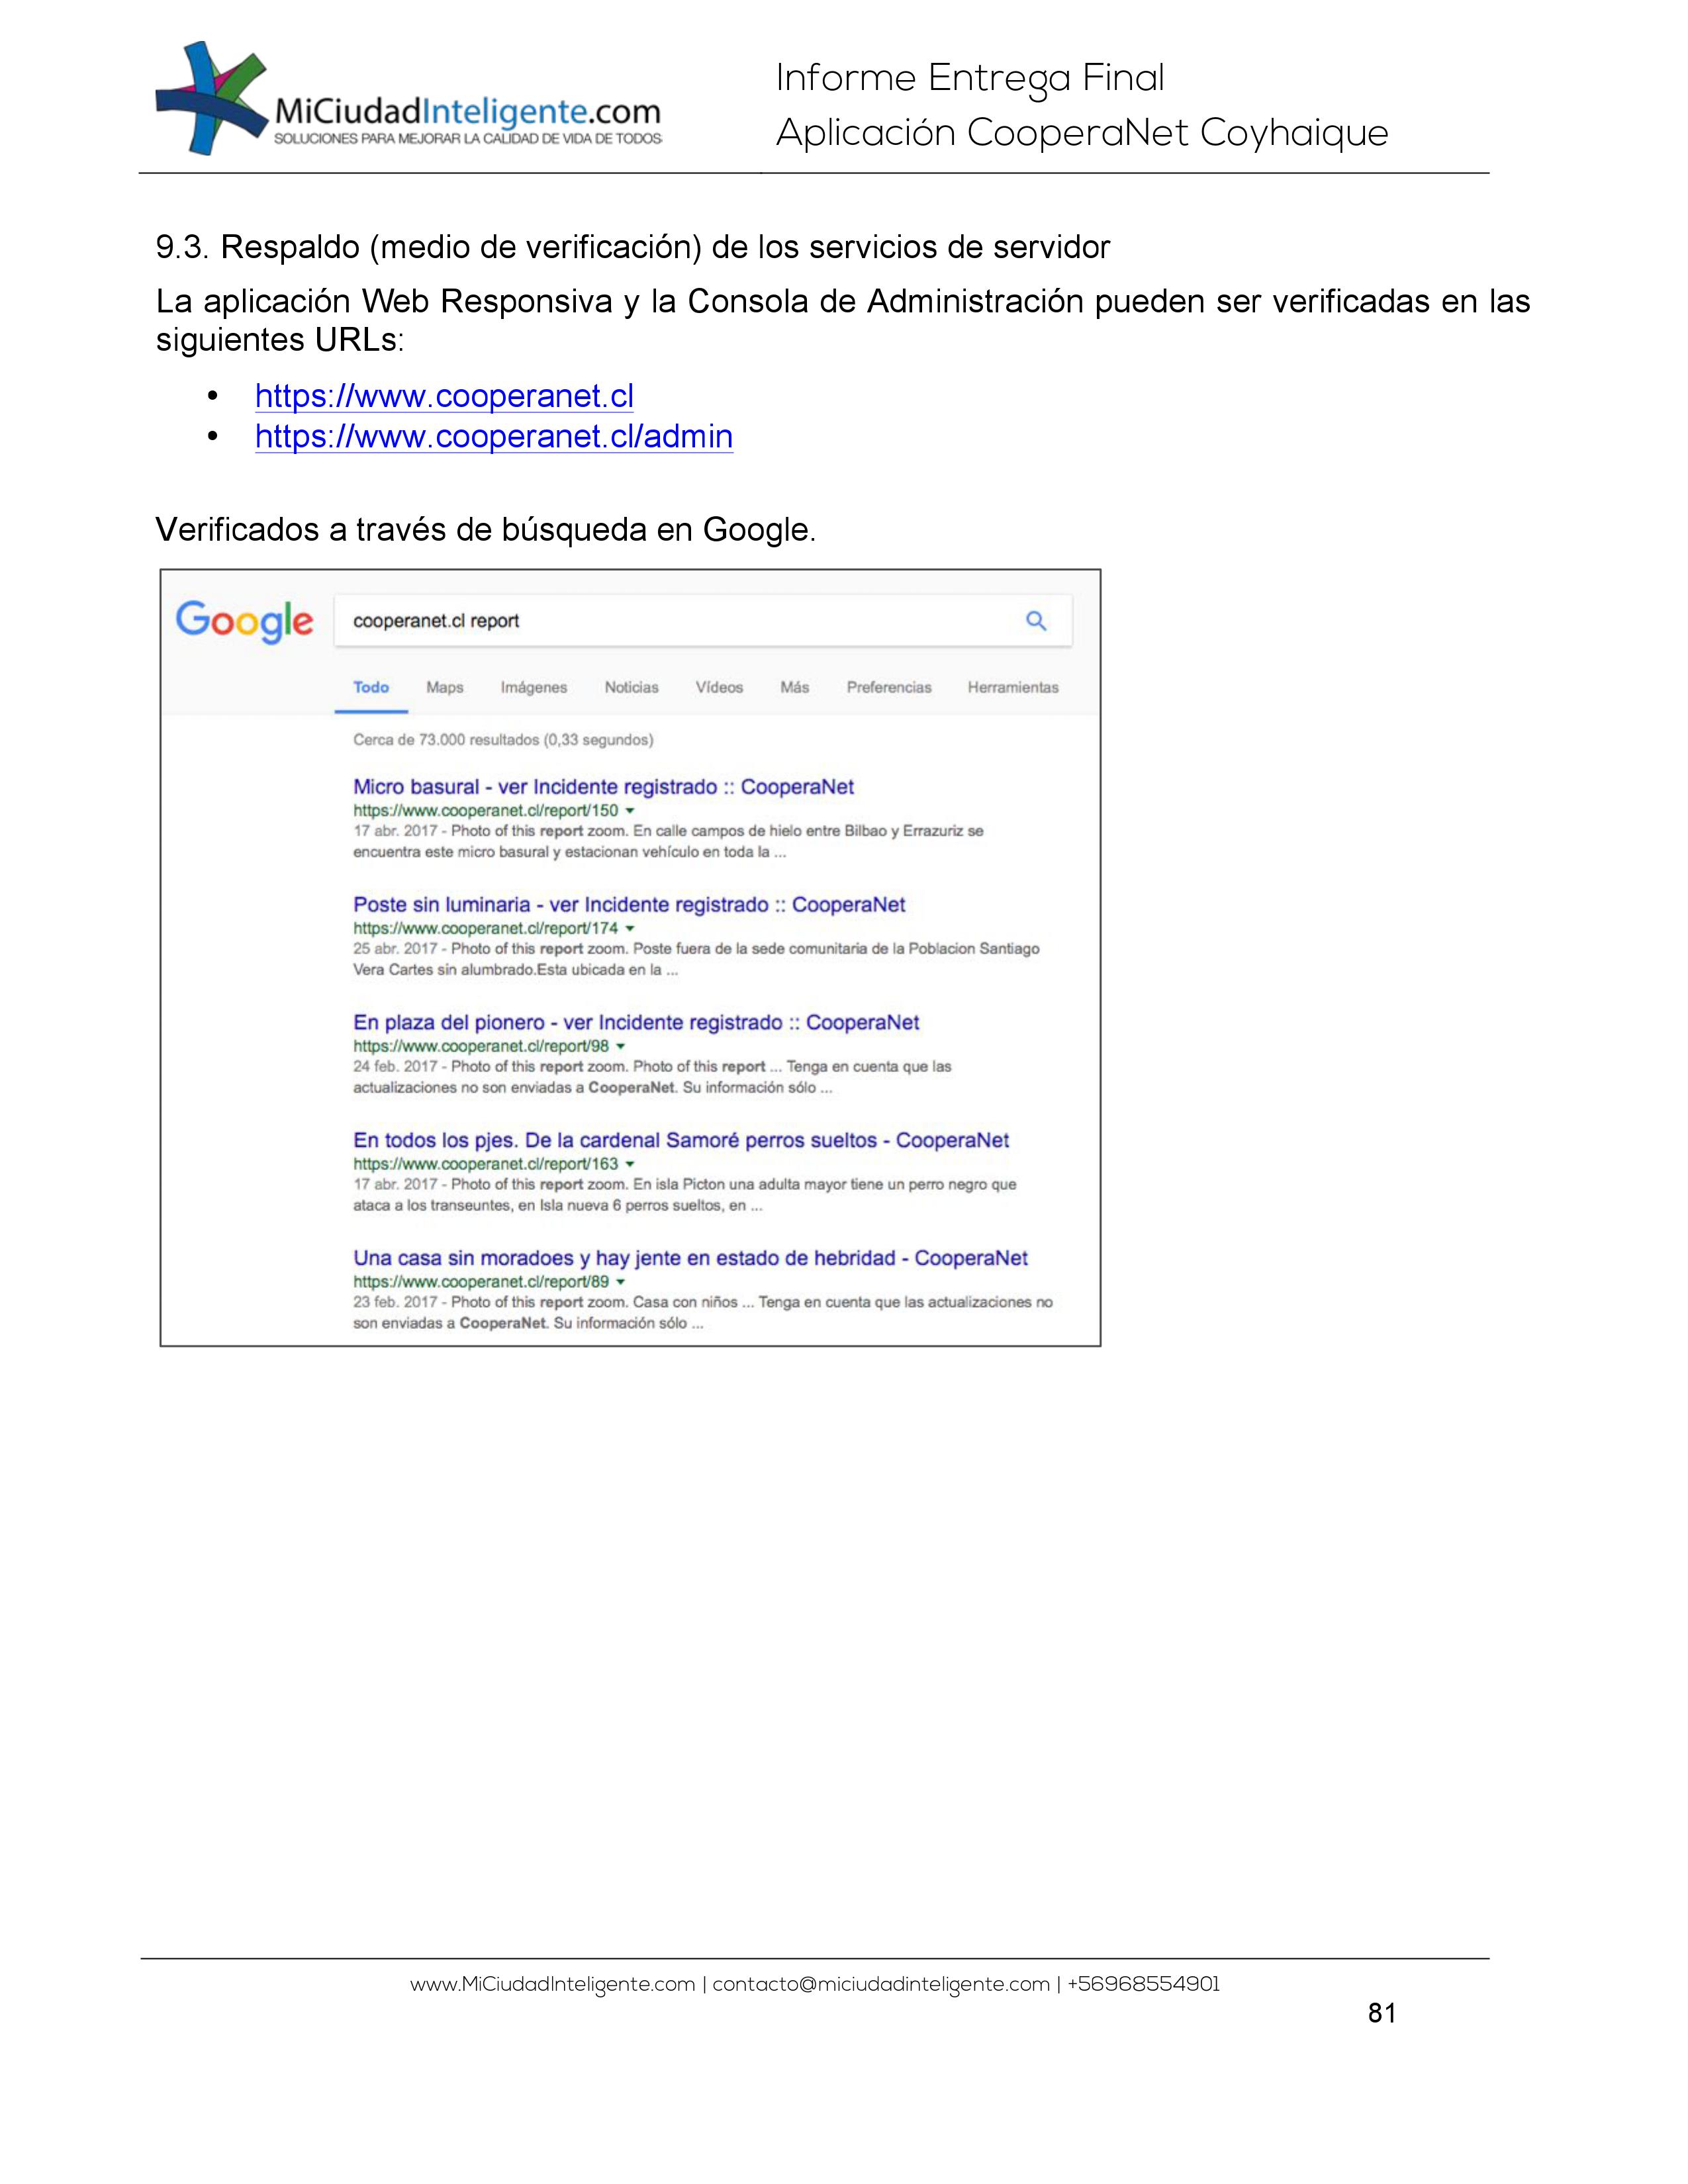 MiCiudadInteligente.com
SOLUCIONES PARA MEJORAR LA CALIDAD DE VIDA DE TODOS
Informe Entrega Final
Aplicación CooperaNet Coyhaique
9.3. Respaldo (medio de verificación) de los servicios de servidor
La aplicación Web Responsiva y la Consola de Administración pueden ser verificadas en las
siguientes URLs:
• https://www.cooperanet.cl
• https://www.cooperanet.cl/admin
Verificados a través de búsqueda en Google.
Google
cooperanet.cl report
Todo Maps Imágenes Noticias Vídeos Más Preferencias Herramientas
Cerca de 73.000 resultados (0,33 segundos)
Micro basural - ver Incidente registrado :: CooperaNet
https://www.cooperanet.cl/report/150
17 abr. 2017 - Photo of this report zoom. En calle campos de hielo entre Bilbao y Errazuriz se
encuentra este micro basural y estacionan vehículo en toda la ...
Poste sin luminaria - ver Incidente registrado :: CooperaNet
https://www.cooperanet.cl/report/174
25 abr. 2017 - Photo of this report zoom. Poste fuera de la sede comunitaria de la Poblacion Santiago
Vera Cartes sin alumbrado.Esta ubicada en la ...
En plaza del pionero - ver Incidente registrado :: CooperaNet
https://www.cooperanet.cl/report/98
24 feb. 2017 - Photo of this report zoom. Photo of this report ... Tenga en cuenta que las
actualizaciones no son enviadas a CooperaNet. Su información sólo ...
En todos los pjes. De la cardenal Samoré perros sueltos - CooperaNet
https://www.cooperanet.cl/report/163
17 abr. 2017 - Photo of this report zoom. En isla Picton una adulta mayor tiene un perro negro que
ataca a los transeuntes, en Isla nueva 6 perros sueltos, en ...
Una casa sin moradoes y hay jente en estado de hebridad - CooperaNet
https://www.cooperanet.cl/report/89
23 feb. 2017 - Photo of this report zoom. Casa con niños ... Tenga en cuenta que las actualizaciones no
son enviadas a CooperaNet. Su información sólo ...
www.MiCiudadInteligente.com | contacto@miciudadinteligente.com | +56968554901
81